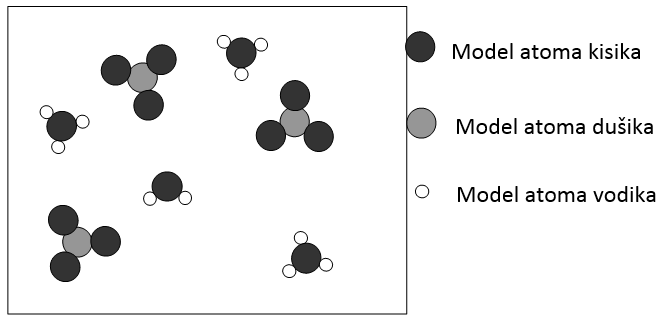 Model atoma kisika
Model atoma dušika
Model atoma vodika